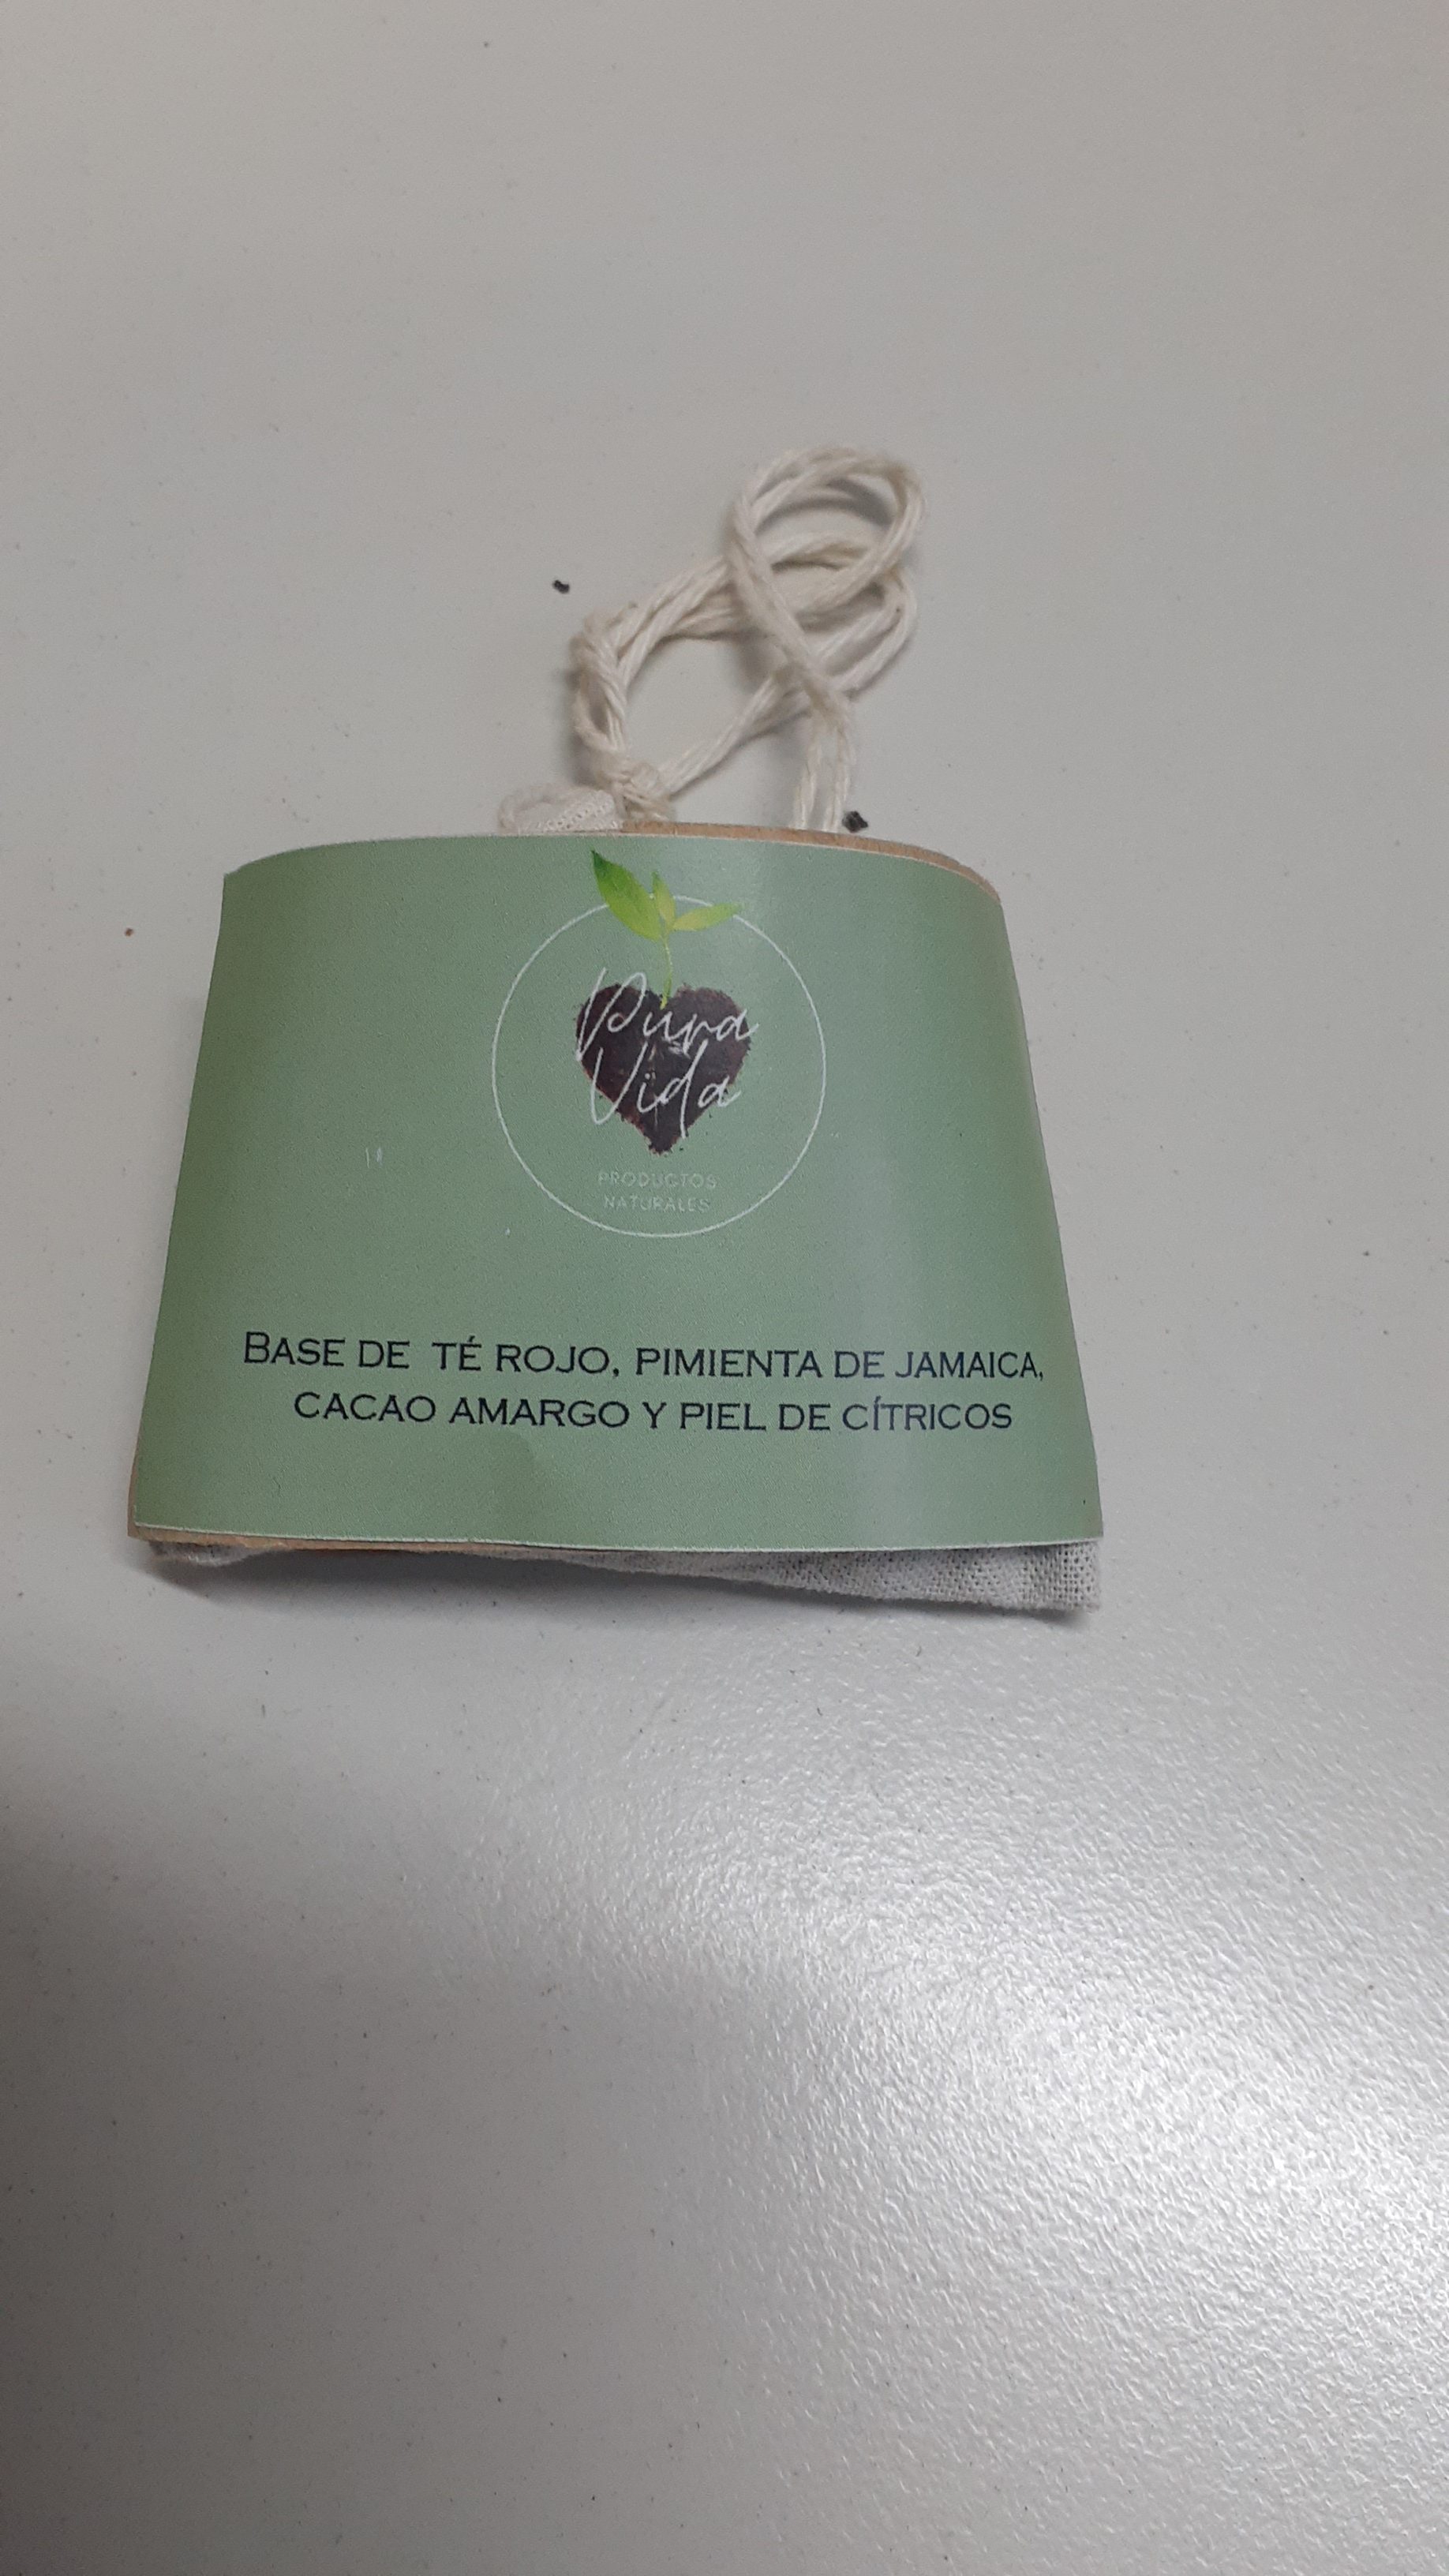 Pura
Vida
PRODUCTOS
NATURALES
BASE DE TÉ ROJO, PIMIENTA DE JAMAICA,
CACAO AMARGO Y PIEL DE CÍTRICOS